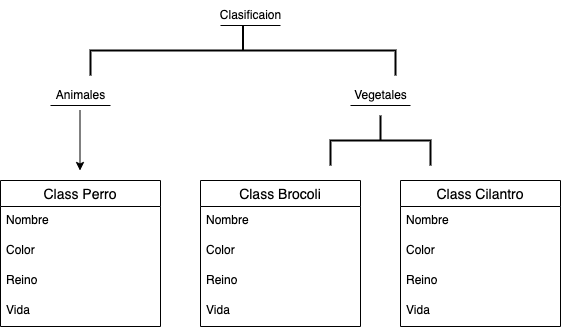 Clasificaion
Animales
Vegetales
Class Perro
Nombre
Color
Reino
Vida
Class Brocoli
Nombre
Color
Reino
Vida
Class Cilantro
Nombre
Color
Reino
Vida